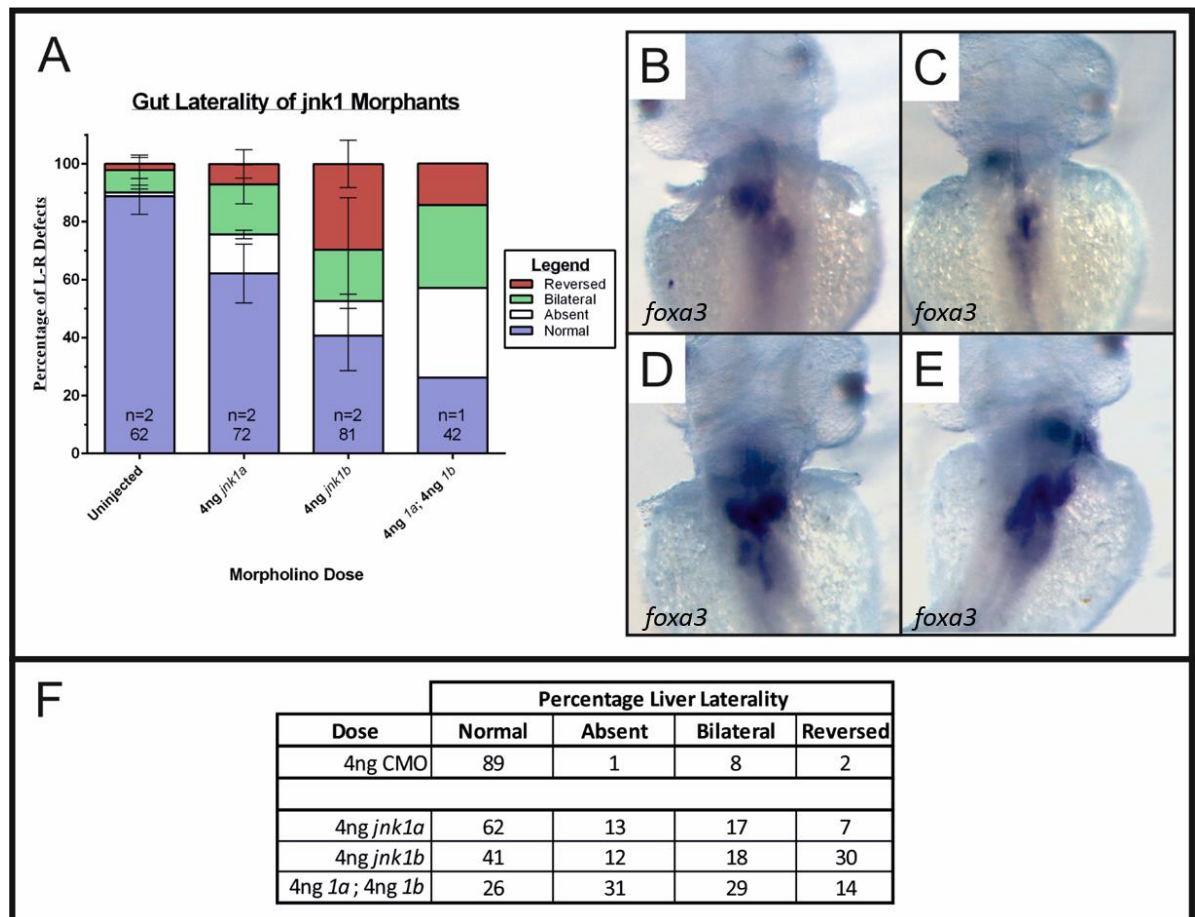 A
Gut Laterality of jnk1 Morphants
Percentage of L-R Defects
100
80
60
40
20
0
n=2
62
n=2
72
n=2
81
n=1
42
Uninjected
4ng jnk1a
4ng jnk1b
4ng 1a; 4ng 1b
Morpholino Dose
Legend
Reversed
Bilateral
Absent
Normal
B
foxa3
C
foxa3
D
foxa3
E
foxa3
F
Percentage Liver Laterality
Dose Normal Absent Bilateral Reversed
4ng CMO 89 1 8 2
4ng jnk1a 62 13 17 7
4ng jnk1b 41 12 18 30
4ng 1a; 4ng 1b 26 31 29 14